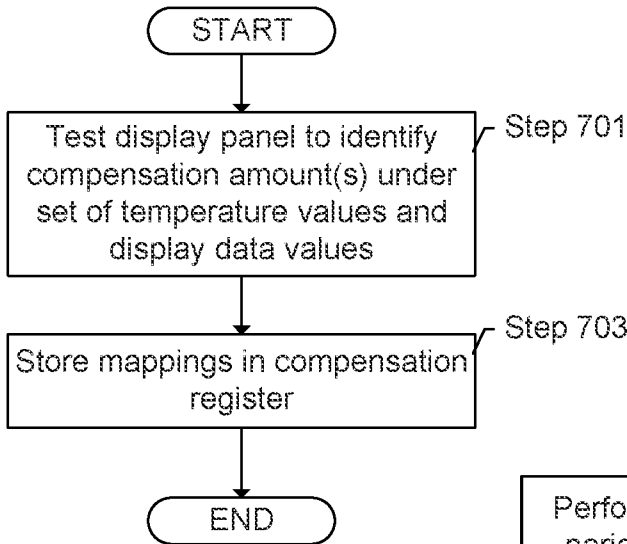 START
Test display panel to identify
compensation amount(s) under
set of temperature values and
display data values
Step 701
Store mappings in compensation
register
Step 703
END